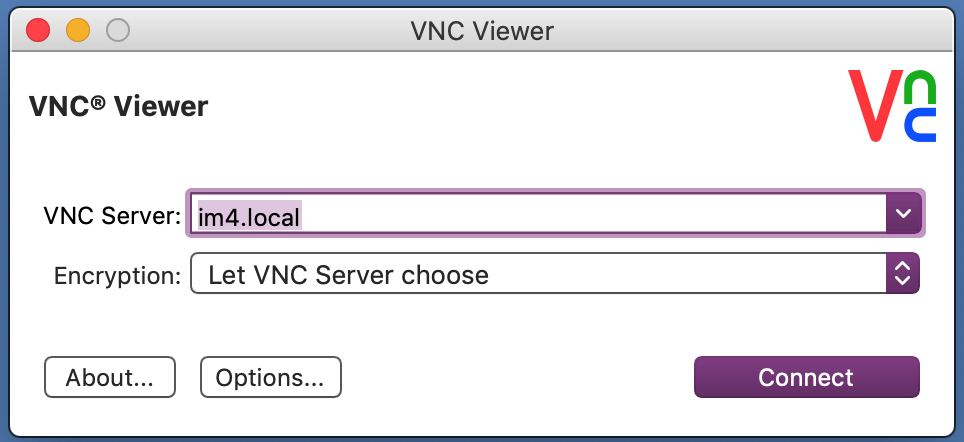 VNC Viewer
VNC® Viewer
Vnc
VNC Server: im4.local
Encryption: Let VNC Server choose
About... Options... Connect